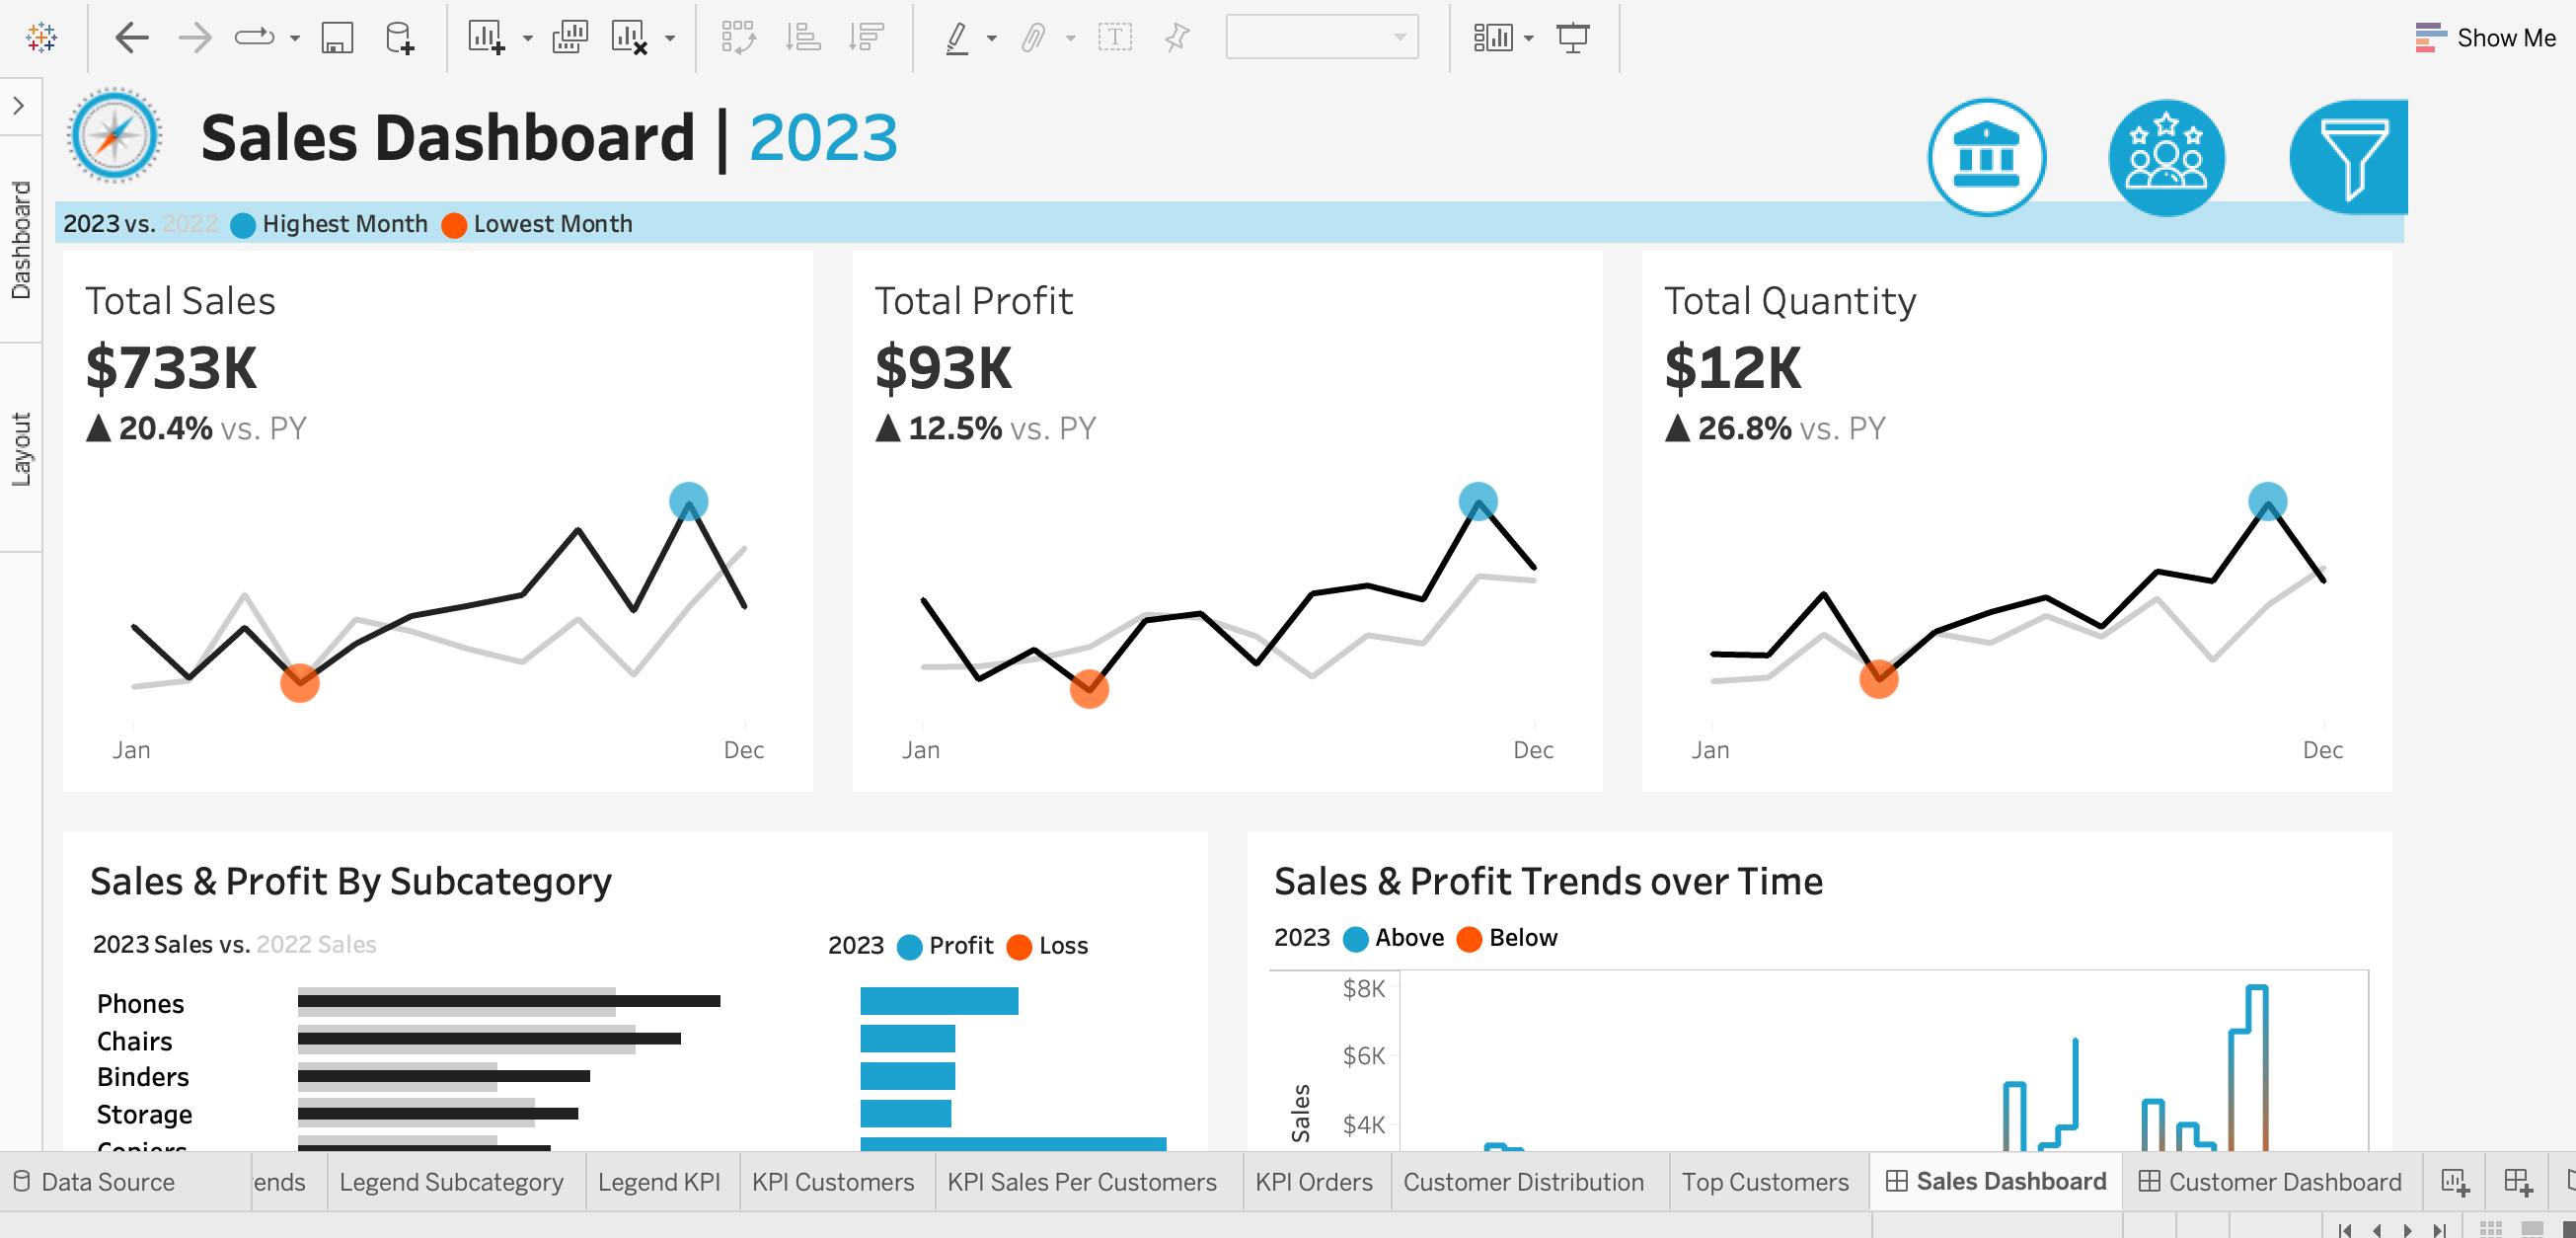 Show Me
Dashboard
Layout
Sales Dashboard | 2023
2023 vs. 2022 Highest Month Lowest Month
Total Sales
$733K
▲ 20.4% vs. PY
Jan Dec
Total Profit
$93K
▲ 12.5% vs. PY
Jan Dec
Total Quantity
$12K
▲ 26.8% vs. PY
Jan Dec
Sales & Profit By Subcategory
2023 Sales vs. 2022 Sales
2023 Profit Loss
Phones
Chairs
Binders
Storage
Copiers
Sales & Profit Trends over Time
2023 Above Below
$8K
$6K
$4K
Sales
Data Source ends Legend Subcategory Legend KPI KPI Customers KPI Sales Per Customers KPI Orders Customer Distribution Top Customers Sales Dashboard Customer Dashboard